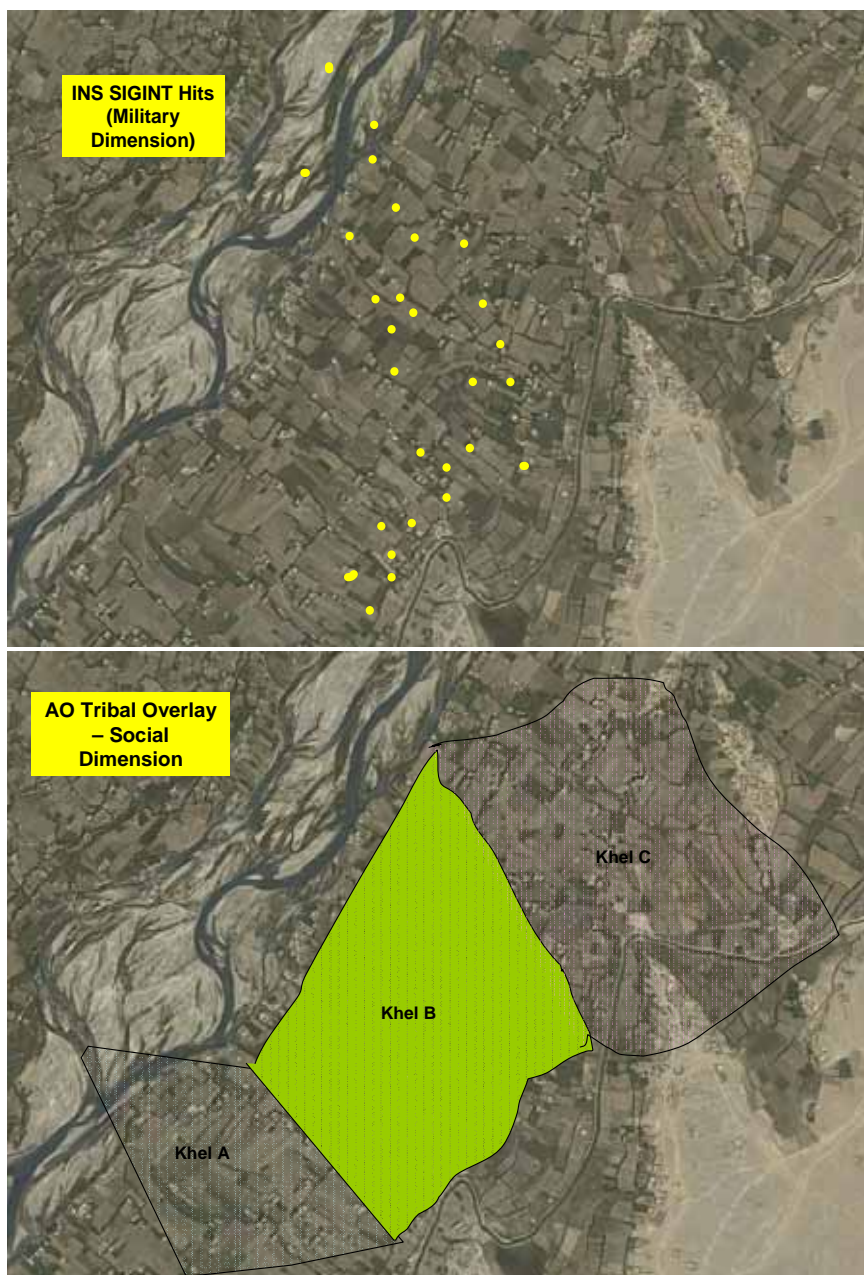 INS SIGINT Hits
(Military
Dimension)
AO Tribal Overlay
– Social
Dimension
Khel C
Khel B
Khel A